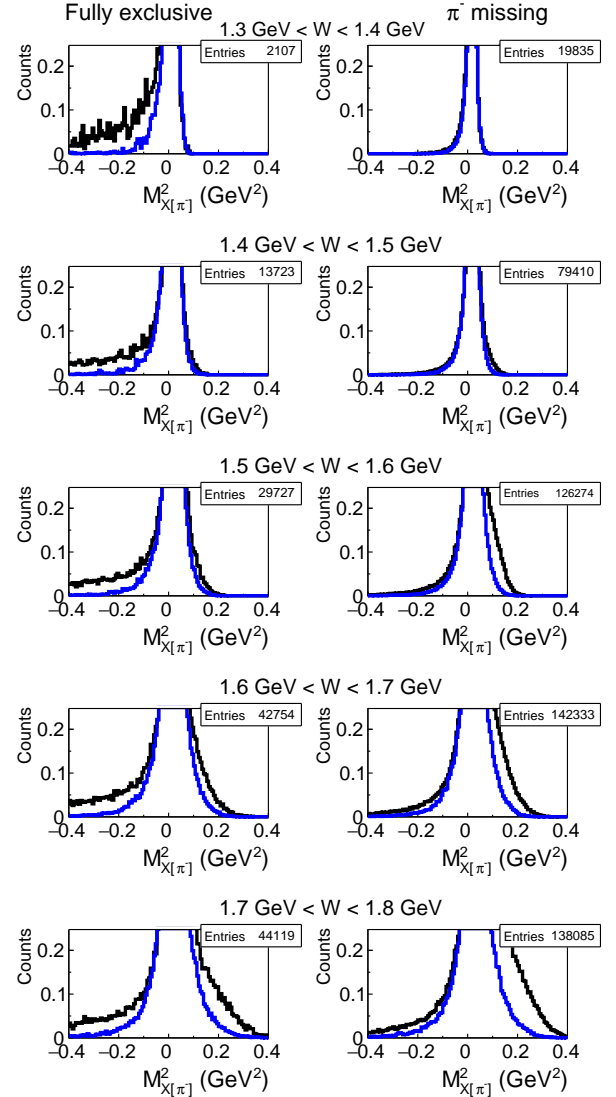 Fully exclusive π⁻ missing
1.3 GeV < W < 1.4 GeV
Entries 2107 Entries 19835
Counts Counts
0.2 0.2
0.1 0.1
0 0
−0.4 −0.2 0 0.2 0.4 −0.4 −0.2 0 0.2 0.4
M²X[π⁻] (GeV²) M²X[π⁻] (GeV²)
1.4 GeV < W < 1.5 GeV
Entries 13723 Entries 79410
Counts Counts
0.2 0.2
0.1 0.1
0 0
−0.4 −0.2 0 0.2 0.4 −0.4 −0.2 0 0.2 0.4
M²X[π⁻] (GeV²) M²X[π⁻] (GeV²)
1.5 GeV < W < 1.6 GeV
Entries 29727 Entries 126274
Counts Counts
0.2 0.2
0.1 0.1
0 0
−0.4 −0.2 0 0.2 0.4 −0.4 −0.2 0 0.2 0.4
M²X[π⁻] (GeV²) M²X[π⁻] (GeV²)
1.6 GeV < W < 1.7 GeV
Entries 42754 Entries 142333
Counts Counts
0.2 0.2
0.1 0.1
0 0
−0.4 −0.2 0 0.2 0.4 −0.4 −0.2 0 0.2 0.4
M²X[π⁻] (GeV²) M²X[π⁻] (GeV²)
1.7 GeV < W < 1.8 GeV
Entries 44119 Entries 138085
Counts Counts
0.2 0.2
0.1 0.1
0 0
−0.4 −0.2 0 0.2 0.4 −0.4 −0.2 0 0.2 0.4
M²X[π⁻] (GeV²) M²X[π⁻] (GeV²)